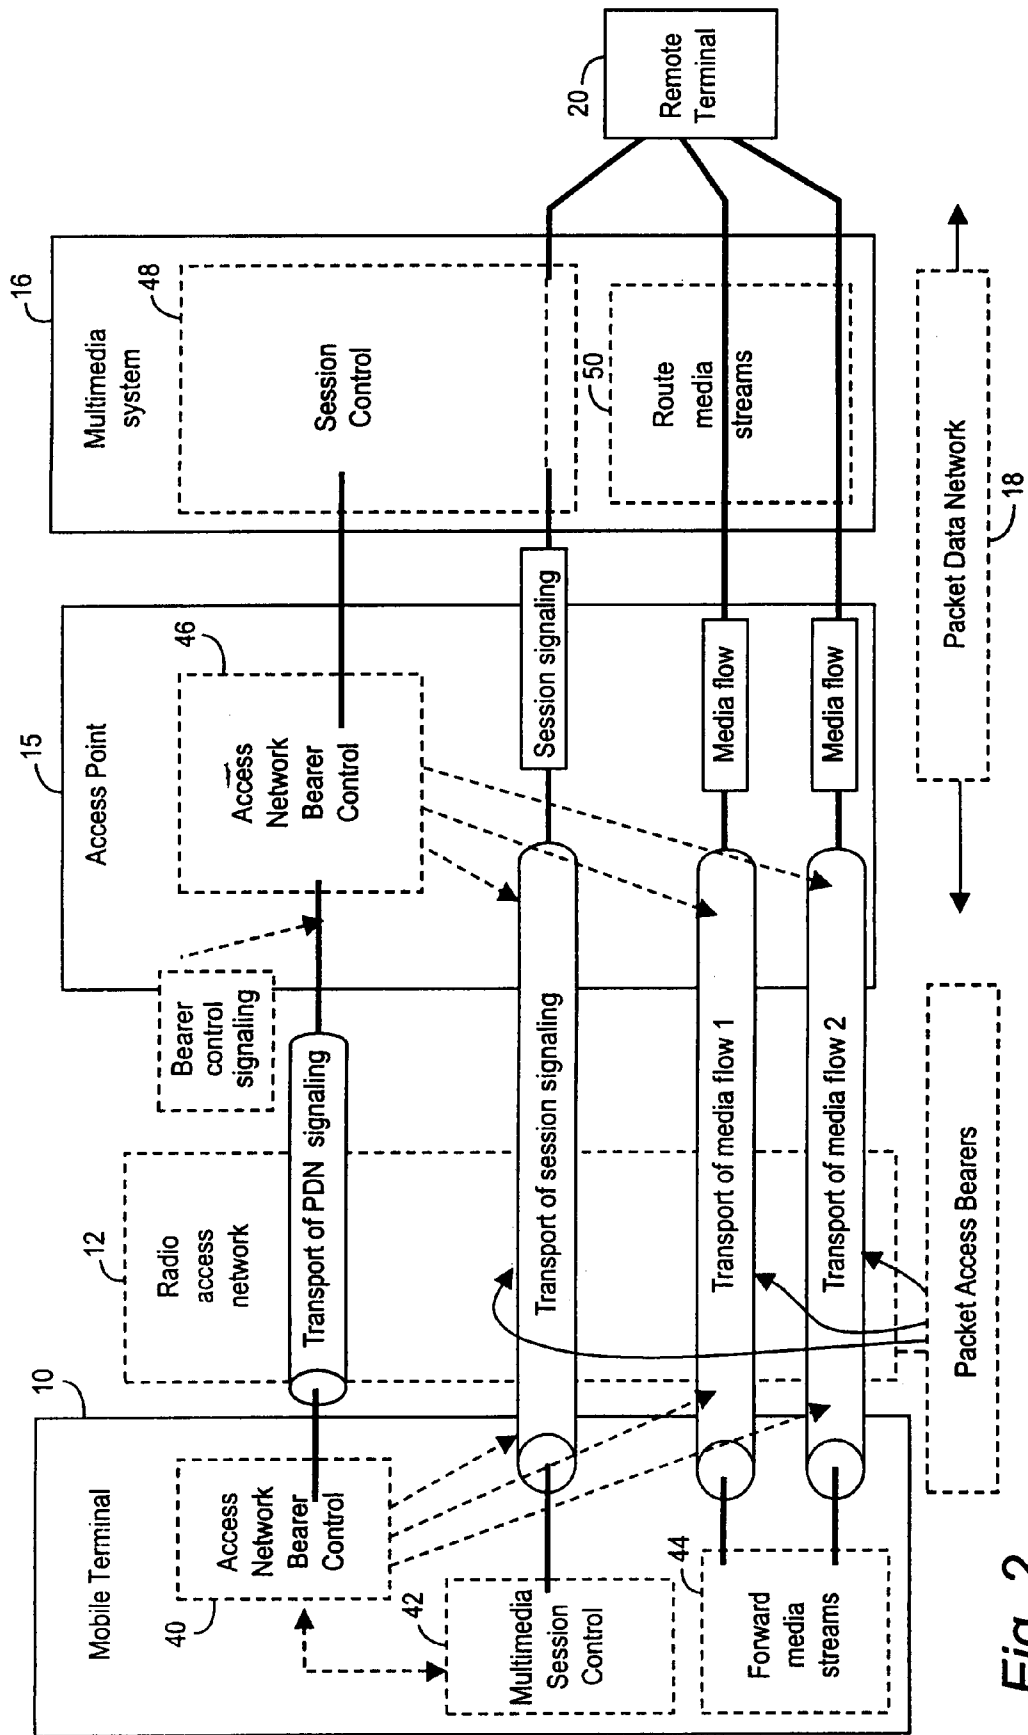 Mobile Terminal
10
Access
Network
Bearer
Control
40
42
Multimedia
Session
Control
44
Forward
media
streams
12
Radio
access
network
Transport of PDN signaling
Bearer
control
signaling
Transport of session signaling
Transport of media flow 1
Transport of media flow 2
Packet Access Bearers
15
Access Point
46
Access
Network
Bearer
Control
Session signaling
Media flow
Media flow
16
Multimedia
system
48
Session
Control
50
Route
media
streams
20
Remote
Terminal
Packet Data Network
18
Fig. 2